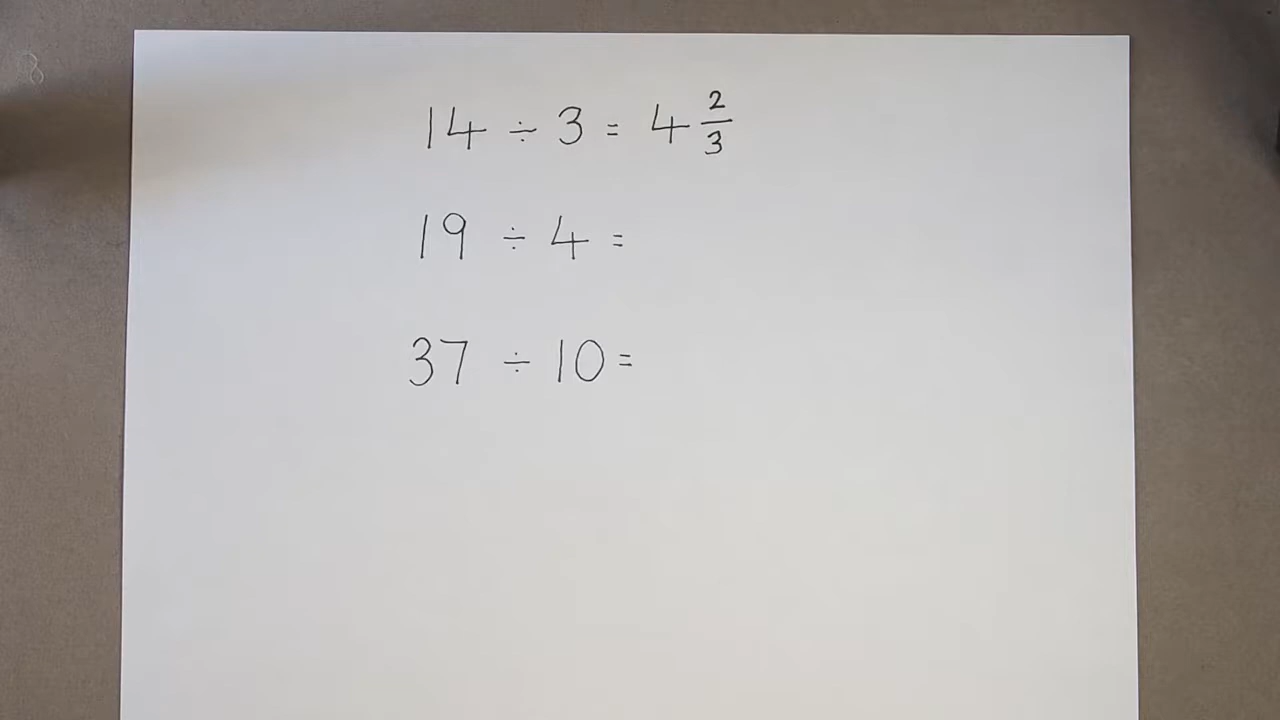 14 ÷ 3 = 4 2/3
19 ÷ 4 =
37 ÷ 10 =